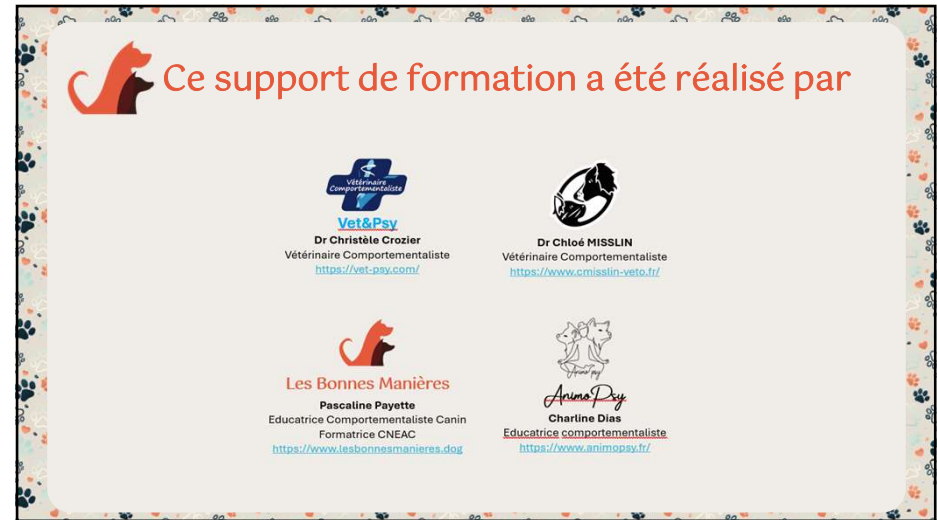 Ce support de formation a été réalisé par
Vétérinaire
Comportementaliste
Vet&Psy
Dr Christèle Crozier
Vétérinaire Comportementaliste
https://vet-psy.com/
Dr Chloé MISSLIN
Vétérinaire Comportementaliste
https://www.cmisslin-veto.fr/
Les Bonnes Manières
Pascaline Payette
Educatrice Comportementaliste Canin
Formatrice CNEAC
https://www.lesbonnesmanieres.dog
AnimoPsy
AnimoPsy
Charline Dias
Educatrice comportementaliste
https://www.animopsy.fr/